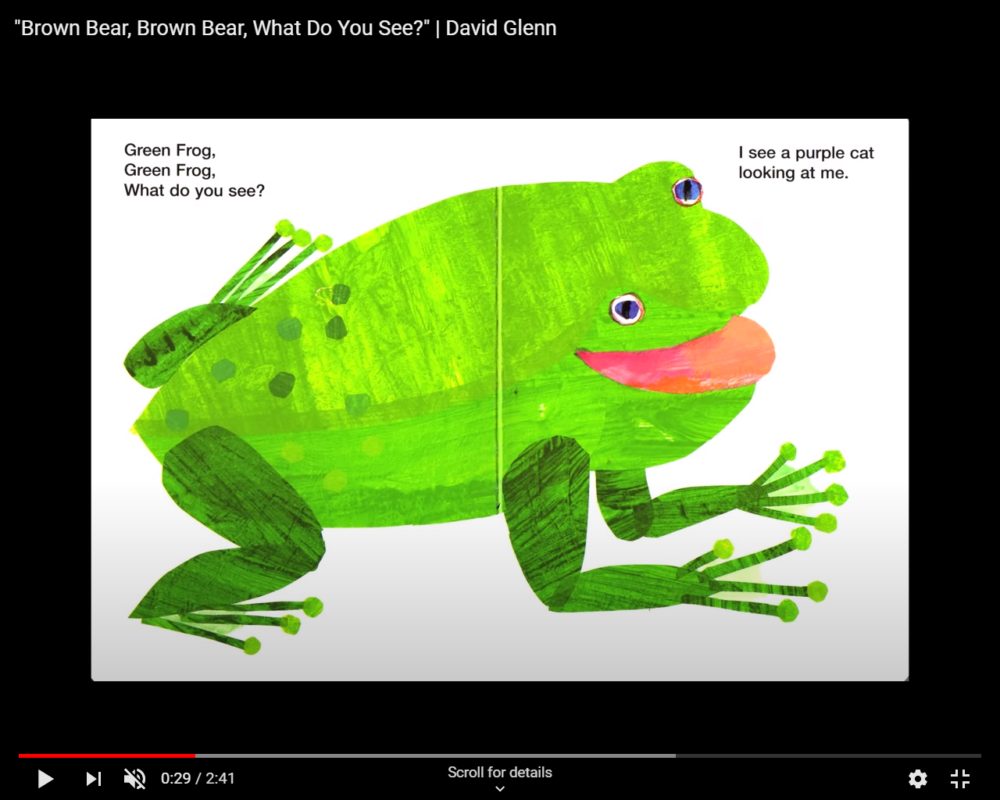 "Brown Bear, Brown Bear, What Do You See?" | David Glenn
Green Frog,
Green Frog,
What do you see?
I see a purple cat
looking at me.
0:29 / 2:41
Scroll for details